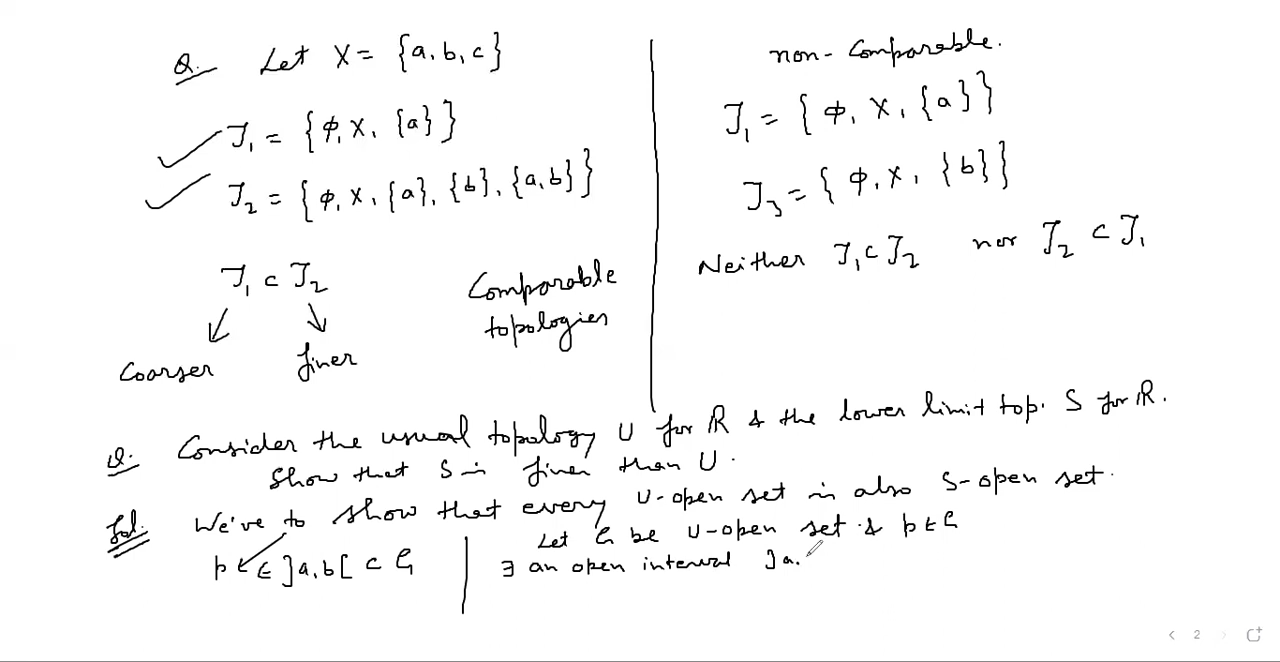 Q. Let X = {a, b, c}
J₁ = {φ, X, {a}}
J₂ = {φ, X, {a}, {b}, {a, b}}
J₁ ⊂ J₂
Coarser finer
Comparable
topologies
non-Comparable.
J₁ = {φ, X, {a}}
J₃ = {φ, X, {b}}
Neither J₁ ⊂ J₂ nor J₂ ⊂ J₁
Q. Consider the usual topology U for R & the lower limit top. S for R.
Show that S is finer than U.
Sol. We've to show that every U-open set is also S-open set.
p ∈ ∈ ]a, b[ ⊂ G
Let G be U-open set & p ∈ G
∃ an open interval ]a,
2